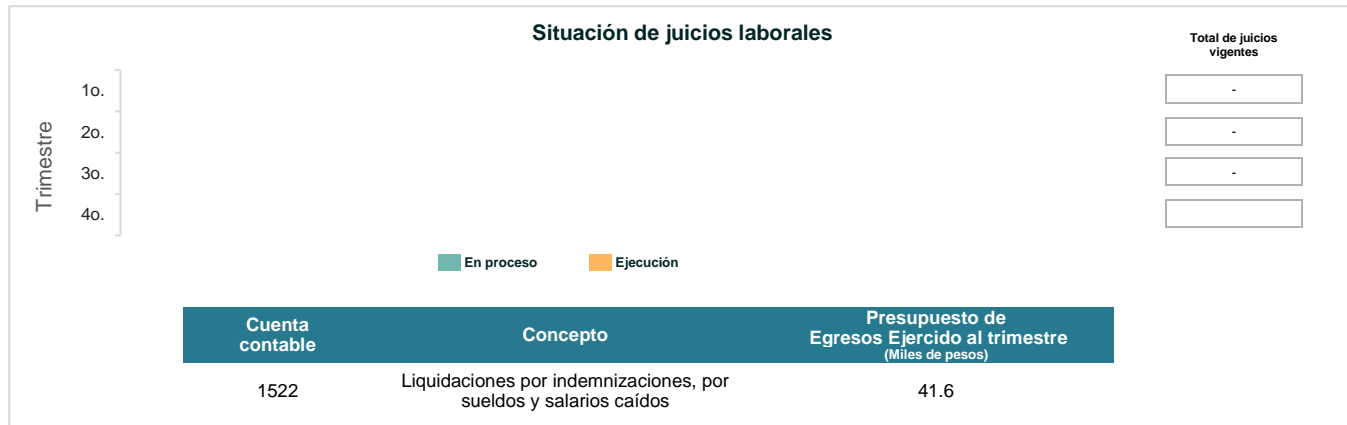 Situación de juicios laborales
Total de juicios
vigentes
Trimestre
1o.
-
2o.
-
3o.
-
4o.
En proceso
Ejecución
Cuenta
contable
Concepto
Presupuesto de
Egresos Ejercido al trimestre
(Miles de pesos)
1522
Liquidaciones por indemnizaciones, por
sueldos y salarios caídos
41.6